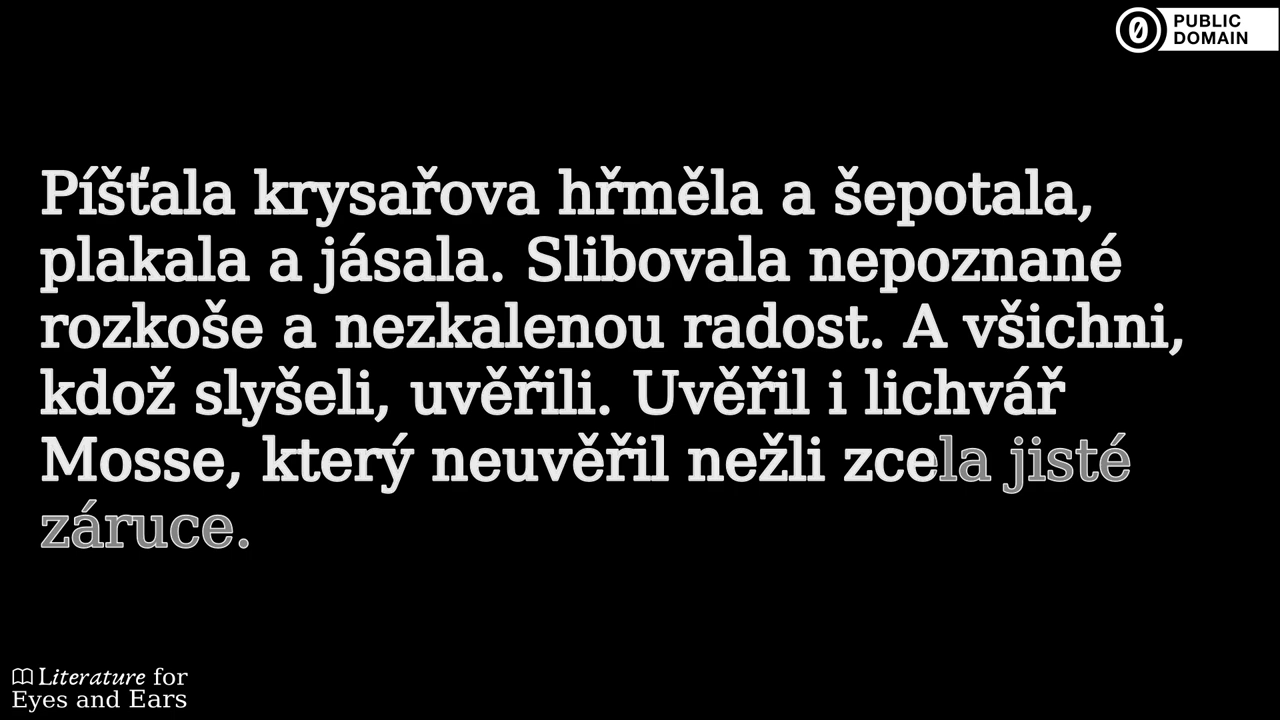 PUBLIC
DOMAIN
Píšťala krysařova hřměla a šepotala,
plakala a jásala. Slibovala nepoznané
rozkoše a nezkalenou radost. A všichni,
kdož slyšeli, uvěřili. Uvěřil i lichvář
Mosse, který neuvěřil nežli zcela jisté
záruce.
Literature for
Eyes and Ears